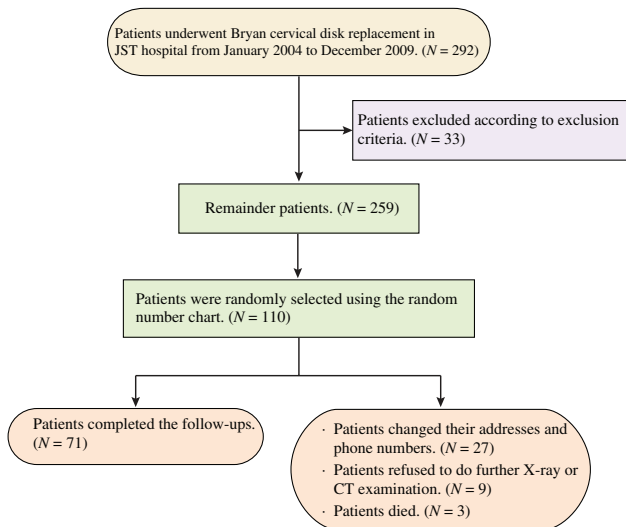 Patients underwent Bryan cervical disk replacement in
JST hospital from January 2004 to December 2009. (N = 292)
Patients excluded according to exclusion
criteria. (N = 33)
Remainder patients. (N = 259)
Patients were randomly selected using the random
number chart. (N = 110)
Patients completed the follow-ups.
(N = 71)
· Patients changed their addresses and
phone numbers. (N = 27)
· Patients refused to do further X-ray or
CT examination. (N = 9)
· Patients died. (N = 3)